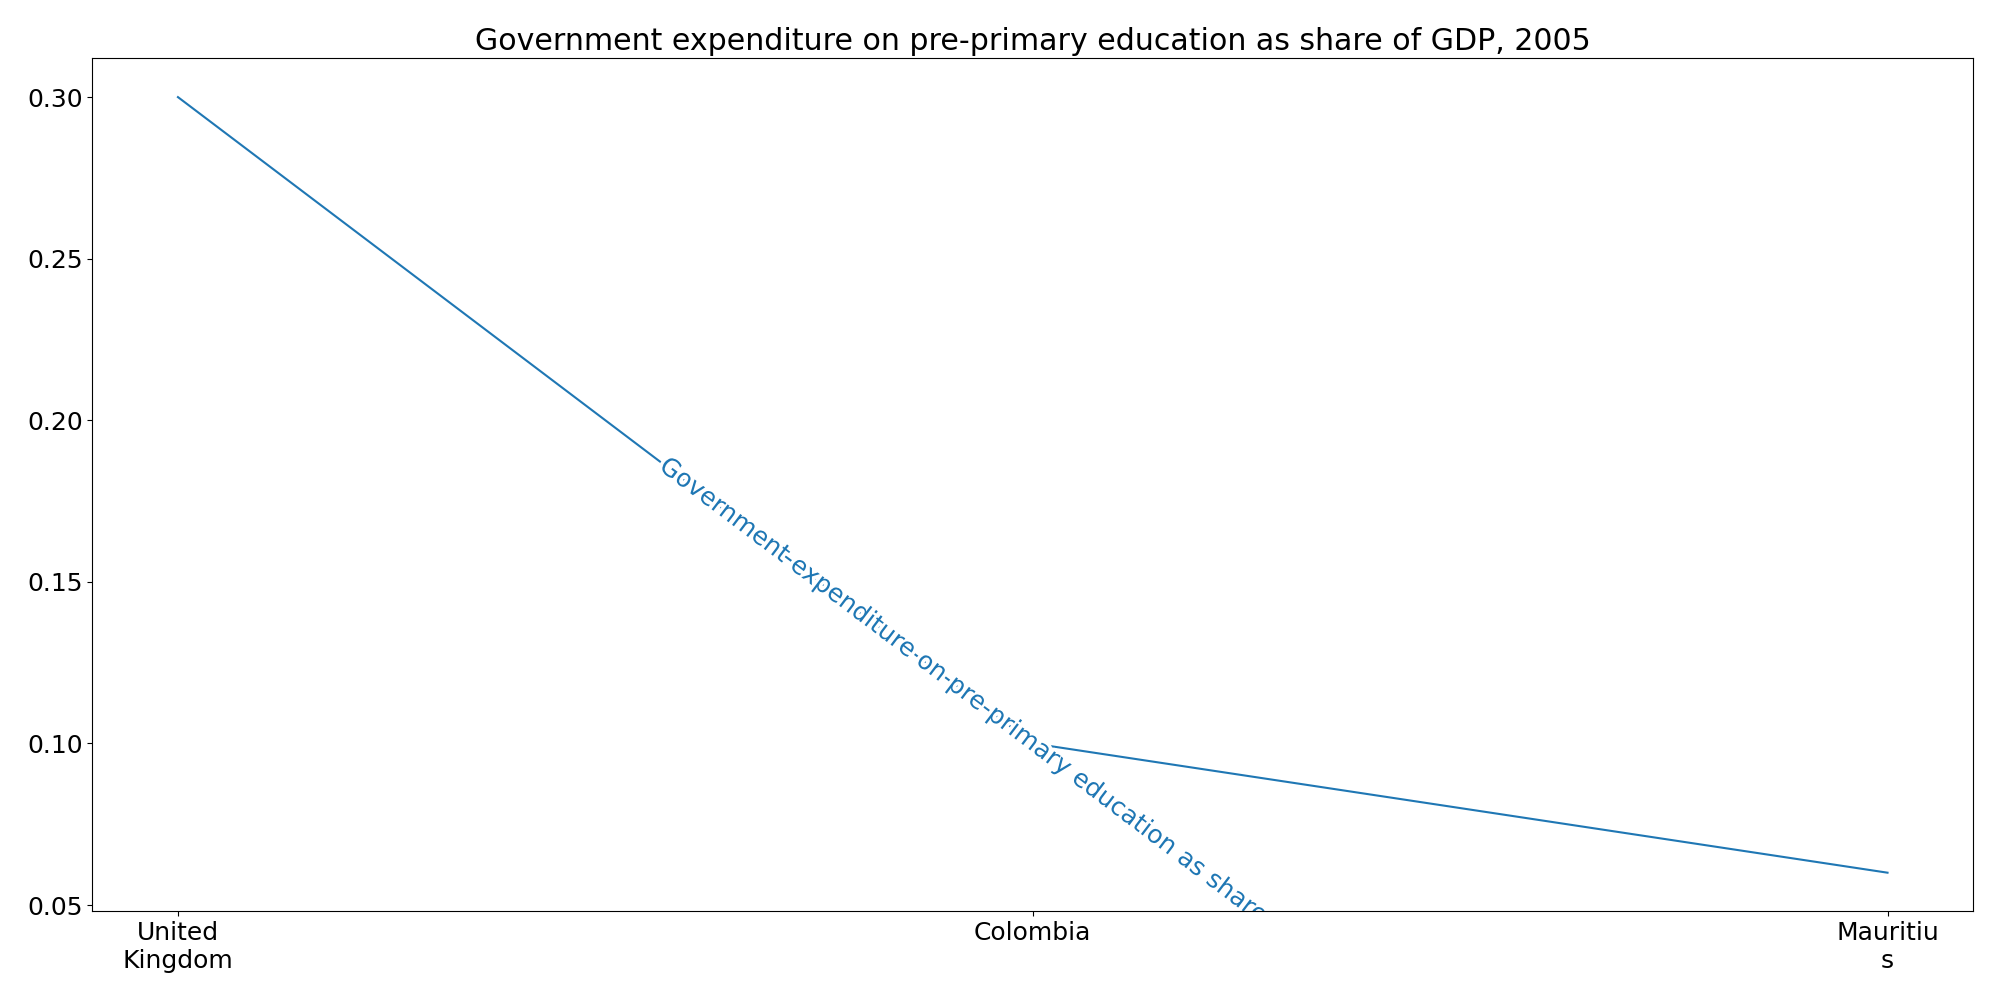 Government expenditure on pre-primary education as share of GDP, 2005
0.30
0.25
0.20
0.15
0.10
0.05
Government expenditure on pre-primary education as share
United
Kingdom
Colombia
Mauritiu
s